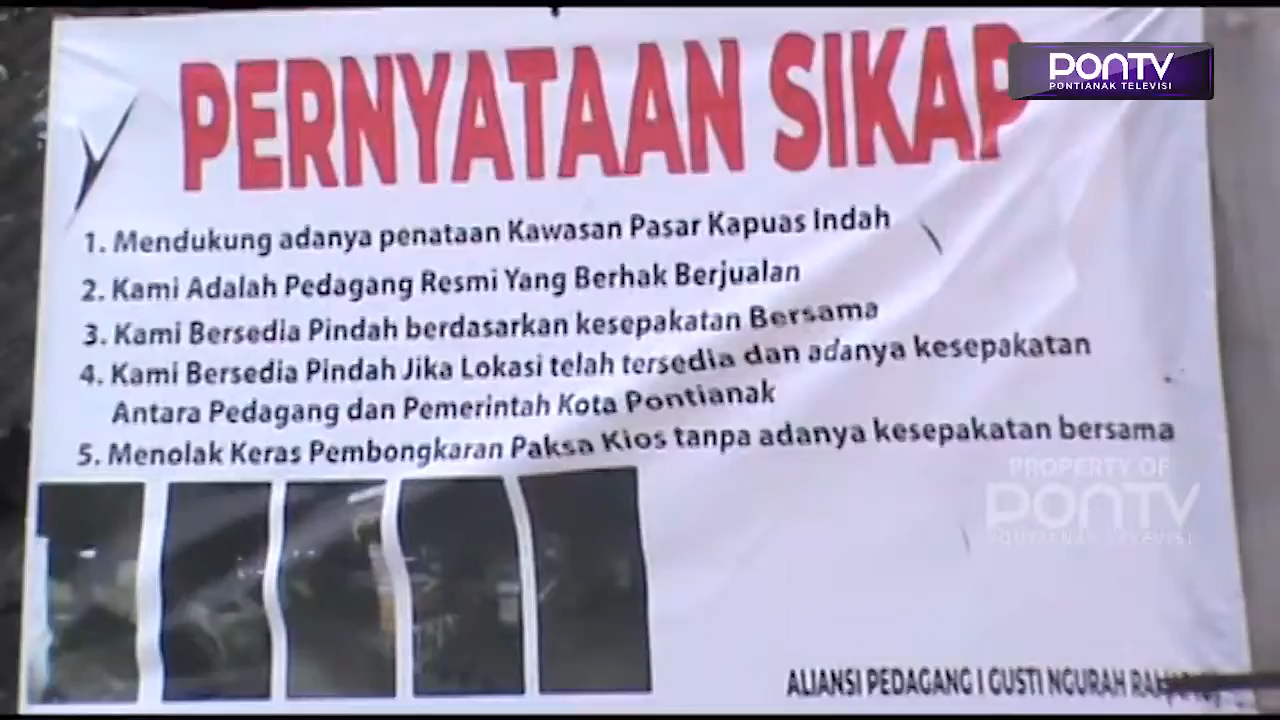 PERNYATAAN SIKAP
PONTV
PONTIANAK TELEVISI
1. Mendukung adanya penataan Kawasan Pasar Kapuas Indah
2. Kami Adalah Pedagang Resmi Yang Berhak Berjualan
3. Kami Bersedia Pindah berdasarkan kesepakatan Bersama
4. Kami Bersedia Pindah Jika Lokasi telah tersedia dan adanya kesepakatan
Antara Pedagang dan Pemerintah Kota Pontianak
5. Menolak Keras Pembongkaran Paksa Kios tanpa adanya kesepakatan bersama
PROPERTY OF
PONTV
PONTIANAK TELEVISI
ALIANSI PEDAGANG I GUSTI NGURAH